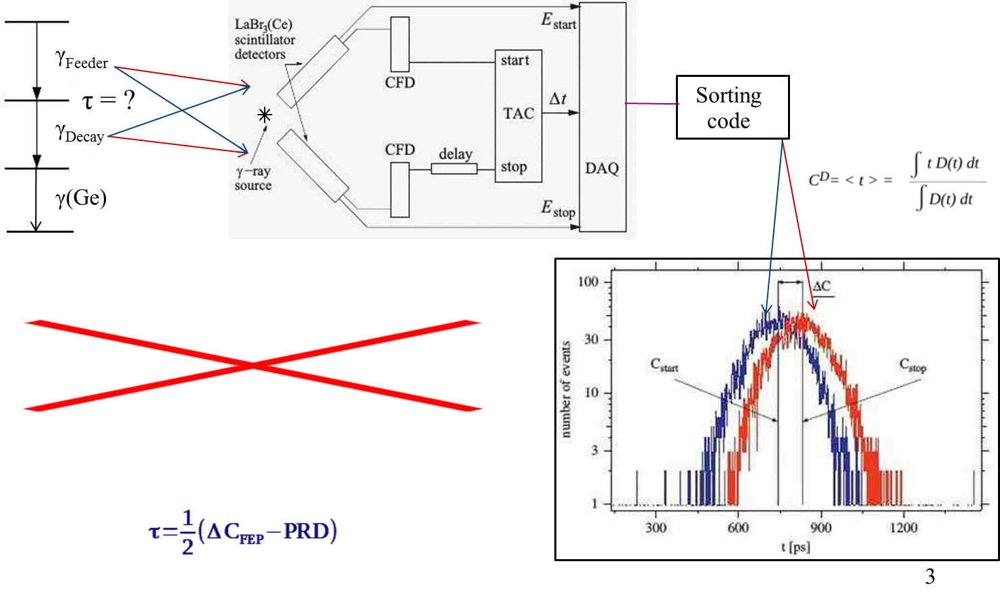 γFeeder
τ = ?
γDecay
γ(Ge)
LaBr3(Ce)
scintillator
detectors
γ−ray
source
CFD
CFD
delay
start
TAC
stop
Estart
Δt
DAQ
Estop
Sorting
code
C^D= < t > = ∫ t D(t) dt / ∫ D(t) dt
τ=1/2(ΔC_FEP−PRD)
ΔC
Cstart
Cstop
number of events
100
30
10
3
1
300 600 900 1200
t [ps]
3